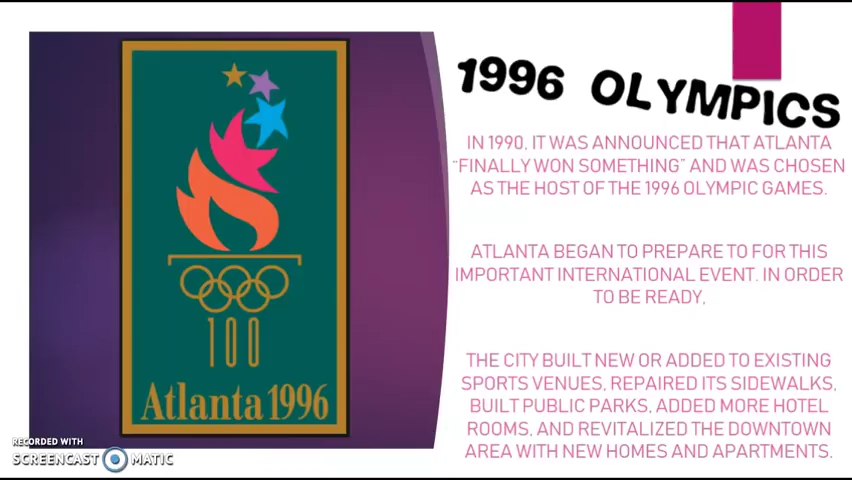 1996 OLYMPICS
IN 1990, IT WAS ANNOUNCED THAT ATLANTA
"FINALLY WON SOMETHING" AND WAS CHOSEN
AS THE HOST OF THE 1996 OLYMPIC GAMES.
ATLANTA BEGAN TO PREPARE TO FOR THIS
IMPORTANT INTERNATIONAL EVENT. IN ORDER
TO BE READY,
THE CITY BUILT NEW OR ADDED TO EXISTING
SPORTS VENUES, REPAIRED ITS SIDEWALKS,
BUILT PUBLIC PARKS, ADDED MORE HOTEL
ROOMS, AND REVITALIZED THE DOWNTOWN
AREA WITH NEW HOMES AND APARTMENTS.
100
Atlanta 1996
RECORDED WITH
SCREENCAST MATIC